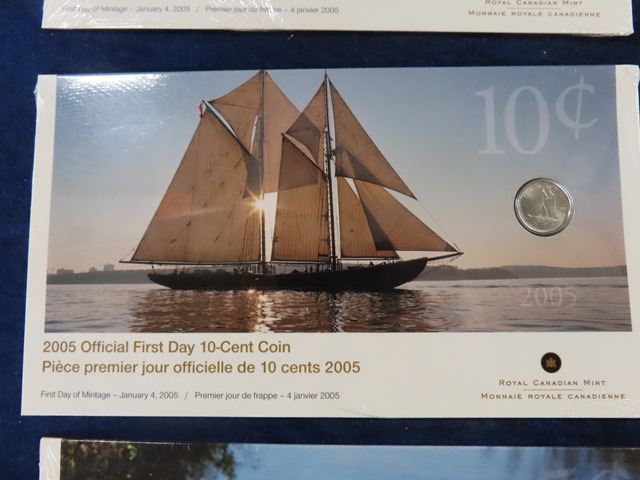 First Day of Mintage – January 4, 2005 / Premier jour de frappe – 4 janvier 2005
Royal Canadian Mint
Monnaie royale canadienne
10¢
2005
2005 Official First Day 10-Cent Coin
Pièce premier jour officielle de 10 cents 2005
First Day of Mintage – January 4, 2005 / Premier jour de frappe – 4 janvier 2005
Royal Canadian Mint
Monnaie royale canadienne